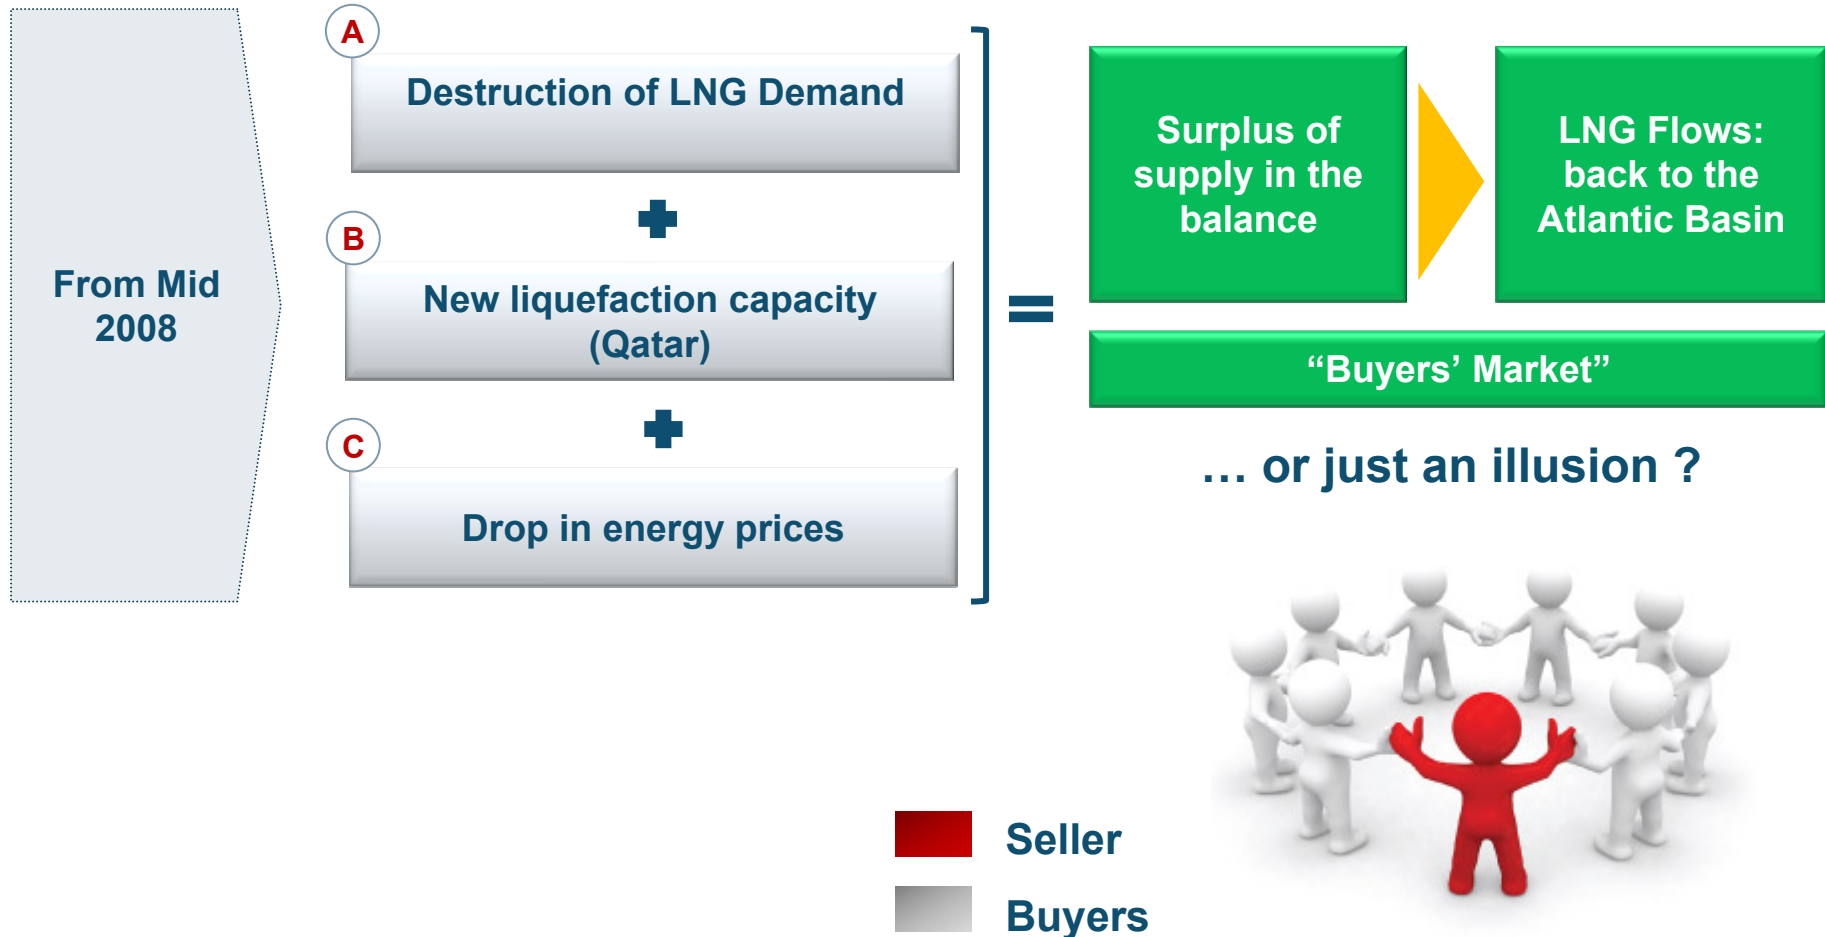 From Mid
2008
A
Destruction of LNG Demand
B
New liquefaction capacity
(Qatar)
C
Drop in energy prices
=
Surplus of
supply in the
balance
LNG Flows:
back to the
Atlantic Basin
“Buyers’ Market”
... or just an illusion ?
Seller
Buyers